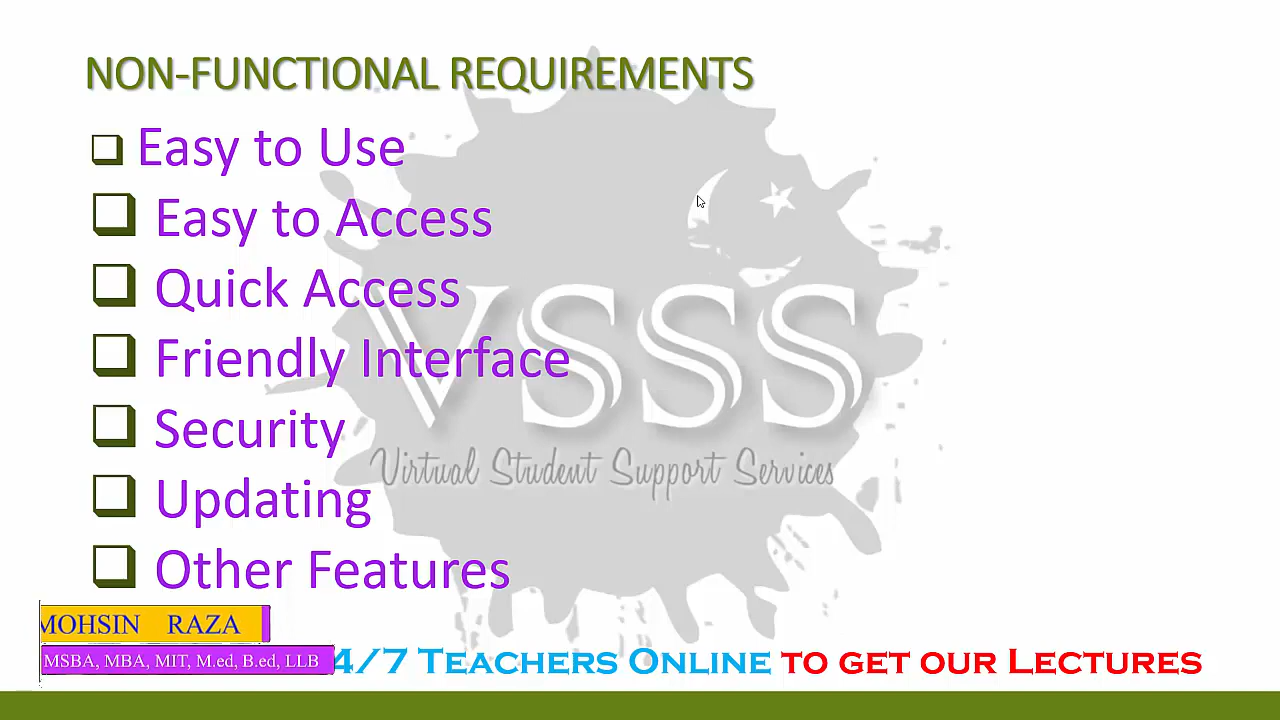 NON-FUNCTIONAL REQUIREMENTS
Easy to Use
Easy to Access
Quick Access
Friendly Interface
Security
Updating
Other Features
VSSS
Virtual Student Support Services
MOHSIN RAZA
MSBA, MBA, MIT, M.ed, B.ed, LLB
4/7 TEACHERS ONLINE TO GET OUR LECTURES